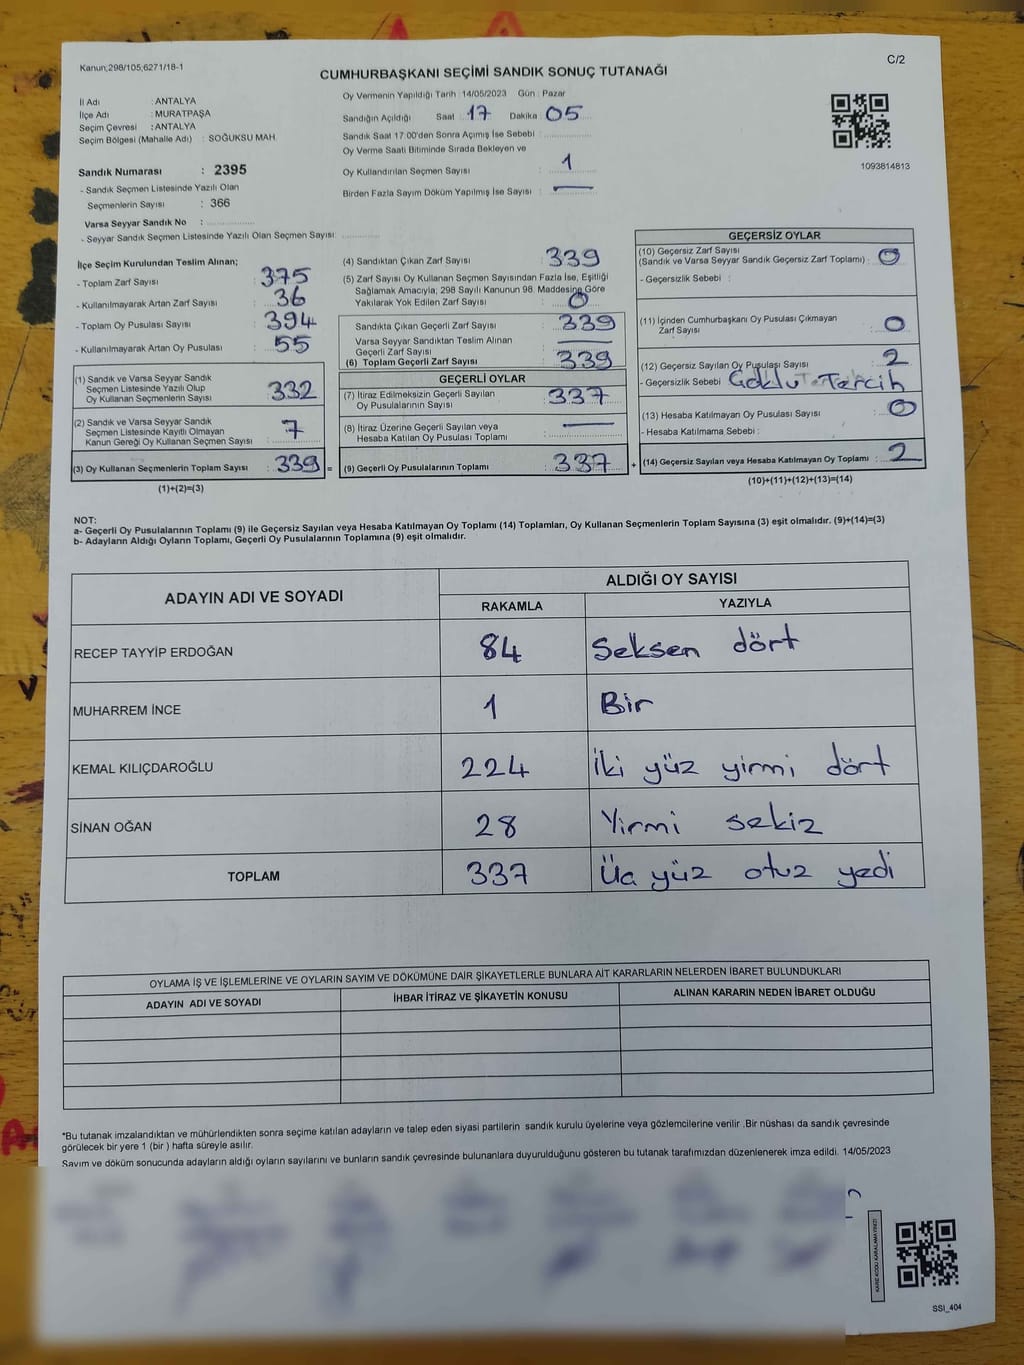 Kanun;298/105;6271/18-1
C/2
CUMHURBAŞKANI SEÇİMİ SANDIK SONUÇ TUTANAĞI
İl Adı : ANTALYA
İlçe Adı : MURATPAŞA
Seçim Çevresi : ANTALYA
Seçim Bölgesi (Mahalle Adı) : SOĞUKSU MAH.
Sandık Numarası : 2395
- Sandık Seçmen Listesinde Yazılı Olan
Seçmenlerin Sayısı : 366
Varsa Seyyar Sandık No :
- Seyyar Sandık Seçmen Listesinde Yazılı Olan Seçmen Sayısı:
Oy Vermenin Yapıldığı Tarih : 14/05/2023 Gün : Pazar
Sandığın Açıldığı Saat : 17 Dakika : 05
Sandık Saat 17:00'den Sonra Açımış İse Sebebi :
Oy Verme Saati Bitiminde Sırada Bekleyen ve
Oy Kullandırılan Seçmen Sayısı : 1
Birden Fazla Sayım Döküm Yapılmış İse Sayısı : —
1093814813
İlçe Seçim Kurulundan Teslim Alınan;
- Toplam Zarf Sayısı : 375
- Kullanılmayarak Artan Zarf Sayısı : 36
- Toplam Oy Pusulası Sayısı : 394
- Kullanılmayarak Artan Oy Pusulası : 55
(1) Sandık ve Varsa Seyyar Sandık
Seçmen Listesinde Yazılı Olup
Oy Kullanan Seçmenlerin Sayısı : 332
(2) Sandık ve Varsa Seyyar Sandık
Seçmen Listesinde Kayıtlı Olmayan
Kanun Gereği Oy Kullanan Seçmen Sayısı : 7
(3) Oy Kullanan Seçmenlerin Toplam Sayısı : 339 =
(1)+(2)=(3)
(4) Sandıktan Çıkan Zarf Sayısı : 339
(5) Zarf Sayısı Oy Kullanan Seçmen Sayısından Fazla İse, Eşitliği
Sağlamak Amacıyla; 298 Sayılı Kanunun 98. Maddesine Göre
Yakılarak Yok Edilen Zarf Sayısı : 0
Sandıkta Çıkan Geçerli Zarf Sayısı : 339
Varsa Seyyar Sandıktan Teslim Alınan
Geçerli Zarf Sayısı : —
(6) Toplam Geçerli Zarf Sayısı : 339
GEÇERLİ OYLAR
(7) İtiraz Edilmeksizin Geçerli Sayılan
Oy Pusulalarının Sayısı : 337
(8) İtiraz Üzerine Geçerli Sayılan veya
Hesaba Katılan Oy Pusulası Toplamı : —
(9) Geçerli Oy Pusulalarının Toplamı : 337 +
GEÇERSİZ OYLAR
(10) Geçersiz Zarf Sayısı
(Sandık ve Varsa Seyyar Sandık Geçersiz Zarf Toplamı) : 0
- Geçersizlik Sebebi :
(11) İçinden Cumhurbaşkanı Oy Pusulası Çıkmayan
Zarf Sayısı : 0
(12) Geçersiz Sayılan Oy Pusulası Sayısı : 2
- Geçersizlik Sebebi Çoklu Tercih
(13) Hesaba Katılmayan Oy Pusulası Sayısı : 0
- Hesaba Katılmama Sebebi :
(14) Geçersiz Sayılan veya Hesaba Katılmayan Oy Toplamı : 2
(10)+(11)+(12)+(13)=(14)
NOT:
a- Geçerli Oy Pusulalarının Toplamı (9) ile Geçersiz Sayılan veya Hesaba Katılmayan Oy Toplamı (14) Toplamları, Oy Kullanan Seçmenlerin Toplam Sayısına (3) eşit olmalıdır. (9)+(14)=(3)
b- Adayların Aldığı Oyların Toplamı, Geçerli Oy Pusulalarının Toplamına (9) eşit olmalıdır.
ADAYIN ADI VE SOYADI
ALDIĞI OY SAYISI
RAKAMLA YAZIYLA
RECEP TAYYİP ERDOĞAN 84 Seksen dört
MUHARREM İNCE 1 Bir
KEMAL KILIÇDAROĞLU 224 İki yüz yirmi dört
SİNAN OĞAN 28 Yirmi sekiz
TOPLAM 337 Üç yüz otuz yedi
OYLAMA İŞ VE İŞLEMLERİNE VE OYLARIN SAYIM VE DÖKÜMÜNE DAİR ŞİKAYETLERLE BUNLARA AİT KARARLARIN NELERDEN İBARET BULUNDUKLARI
ADAYIN ADI VE SOYADI İHBAR İTİRAZ VE ŞİKAYETİN KONUSU ALINAN KARARIN NEDEN İBARET OLDUĞU
*Bu tutanak imzalandıktan ve mühürlendikten sonra seçime katılan adayların ve talep eden siyasi partilerin sandık kurulu üyelerine veya gözlemcilerine verilir .Bir nüshası da sandık çevresinde
görülecek bir yere 1 (bir ) hafta süreyle asılır.
Sayım ve döküm sonucunda adayların aldığı oyların sayılarını ve bunların sandık çevresinde bulunanlara duyurulduğunu gösteren bu tutanak tarafımızdan düzenlenerek imza edildi. 14/05/2023
KAREKODU KARALAMAYINIZ!
SSI_404